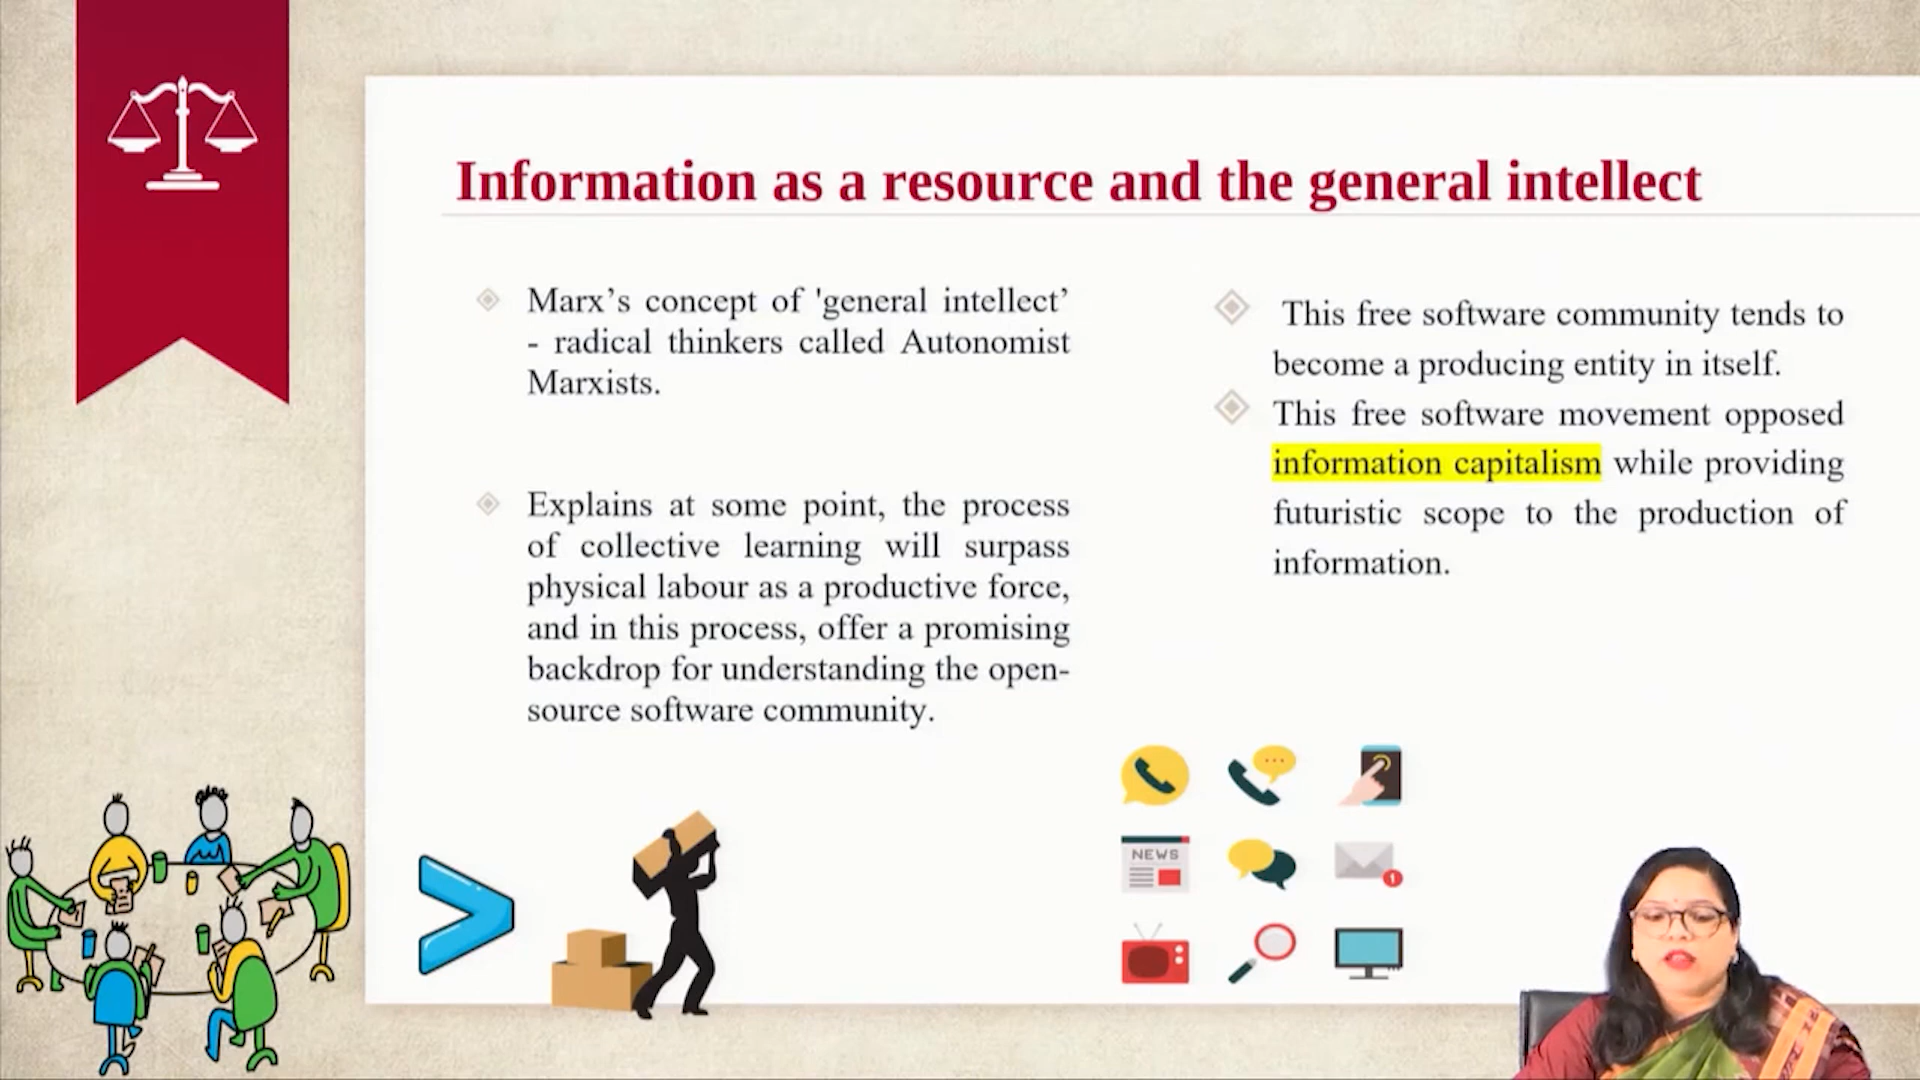 Information as a resource and the general intellect
Marx’s concept of 'general intellect’
- radical thinkers called Autonomist
Marxists.
Explains at some point, the process
of collective learning will surpass
physical labour as a productive force,
and in this process, offer a promising
backdrop for understanding the open-
source software community.
This free software community tends to
become a producing entity in itself.
This free software movement opposed
information capitalism while providing
futuristic scope to the production of
information.
NEWS
1